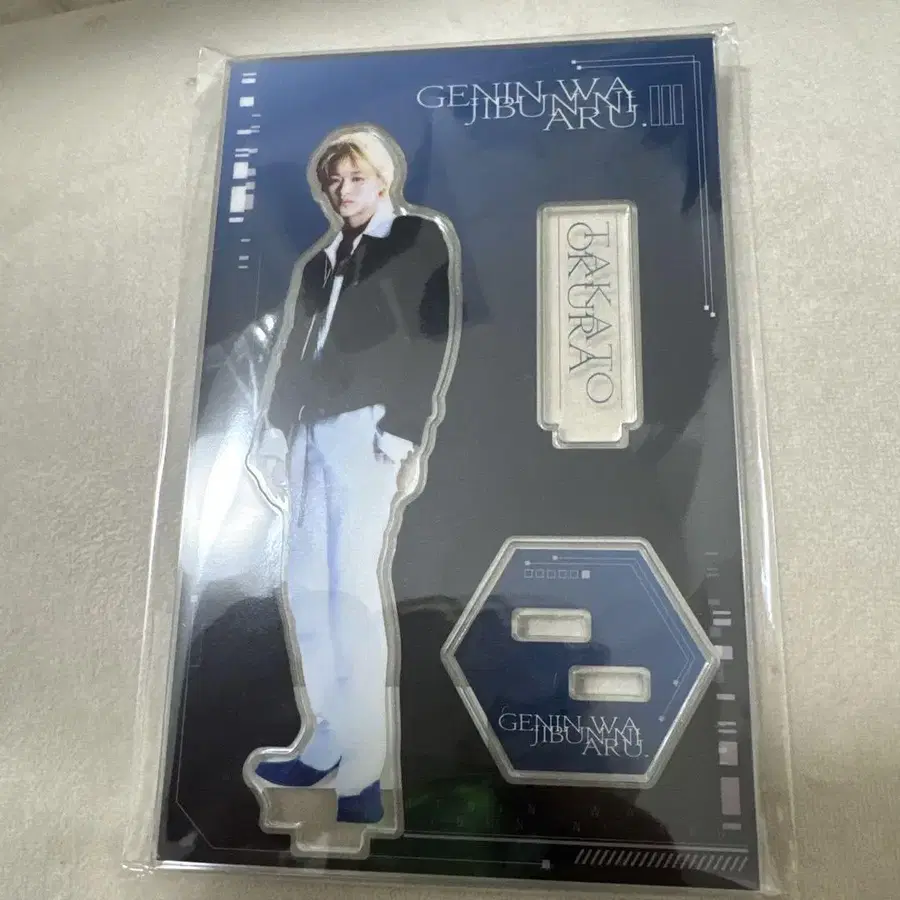 GENIN WA
JIBUN NI
ARU.
TAKATO
OKURA
GENIN WA
JIBUN NI
ARU.